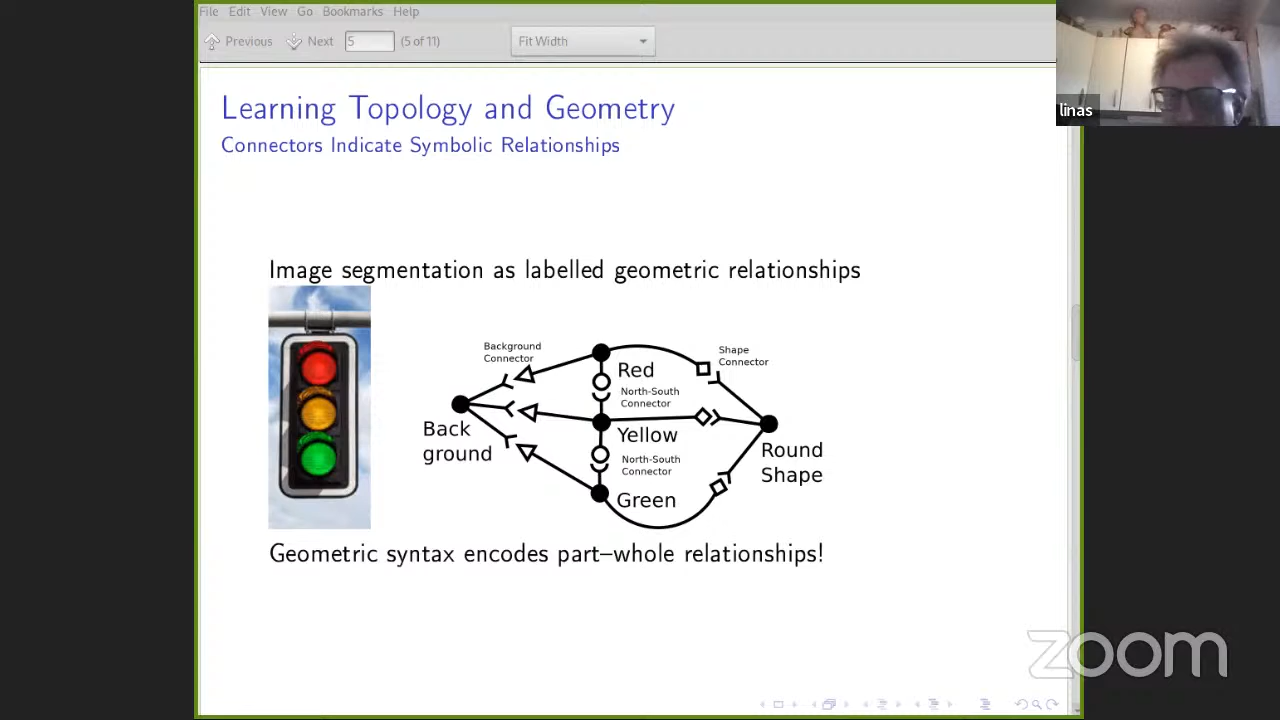 File Edit View Go Bookmarks Help
Previous Next 5 (5 of 11) Fit Width
linas
Learning Topology and Geometry
Connectors Indicate Symbolic Relationships
Image segmentation as labelled geometric relationships
Background
Connector
Shape
Connector
Red
North-South
Connector
Back
ground
Yellow
Round
Shape
North-South
Connector
Green
Geometric syntax encodes part–whole relationships!
zoom